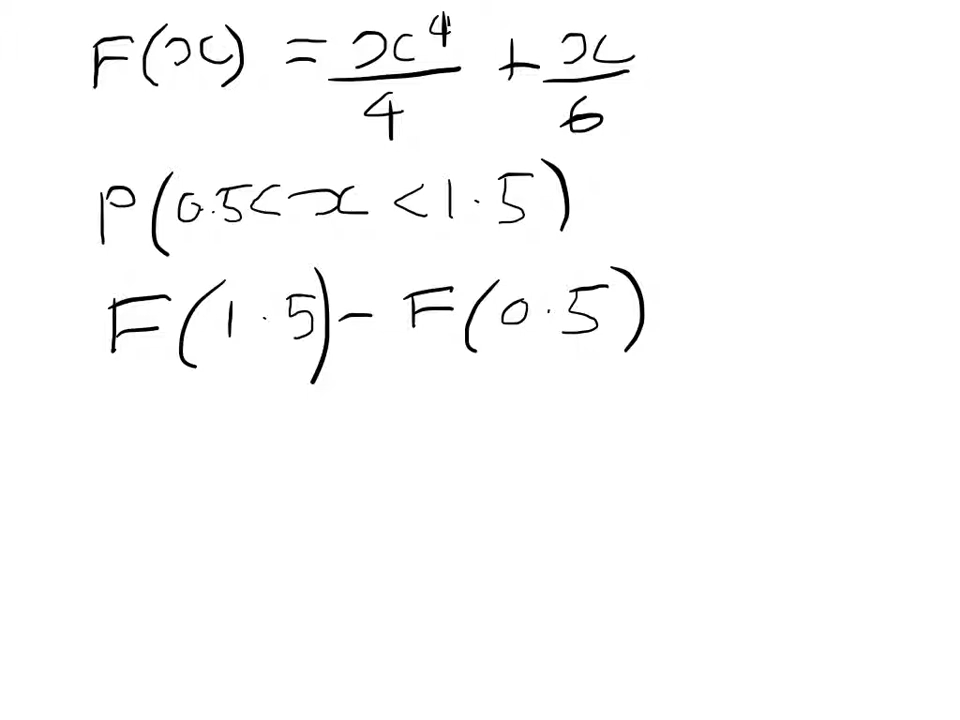 F(x) = x⁴/4 + x/6
P(0.5 < x < 1.5)
F(1.5) - F(0.5)